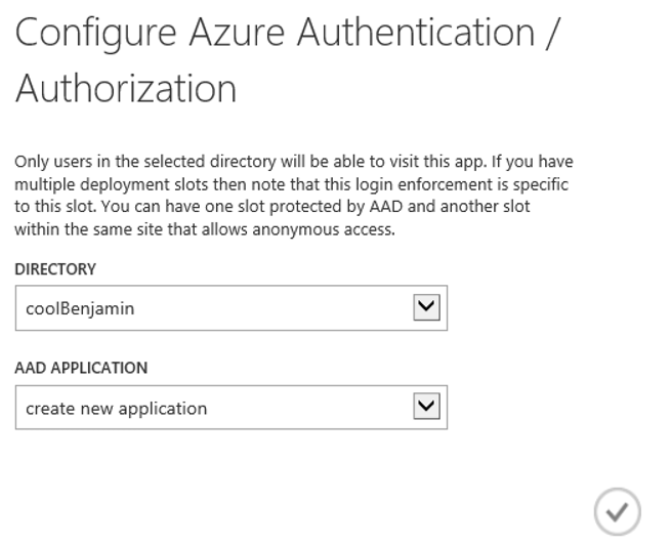 Configure Azure Authentication /
Authorization
Only users in the selected directory will be able to visit this app. If you have
multiple deployment slots then note that this login enforcement is specific
to this slot. You can have one slot protected by AAD and another slot
within the same site that allows anonymous access.
DIRECTORY
coolBenjamin
AAD APPLICATION
create new application